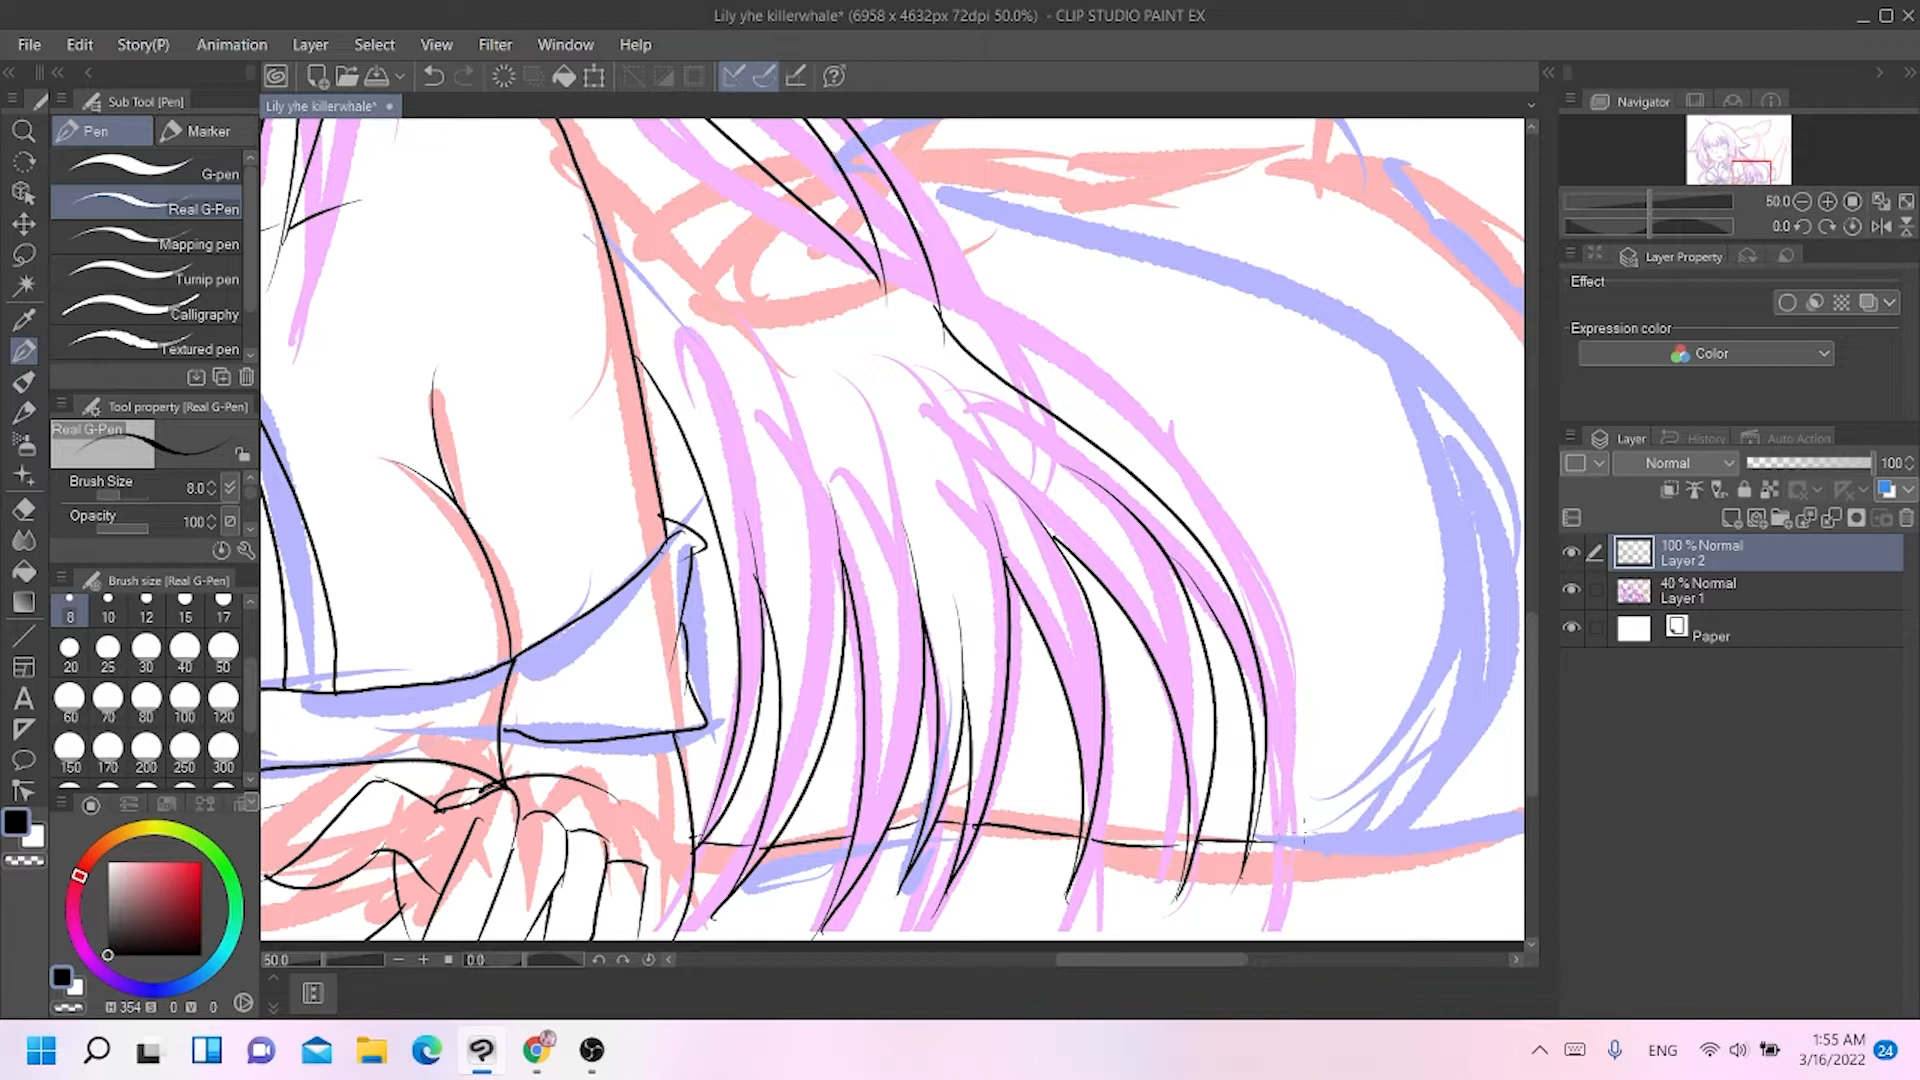 Lily yhe killerwhale* (6958 x 4632px 72dpi 50.0%) - CLIP STUDIO PAINT EX
File Edit Story(P) Animation Layer Select View Filter Window Help
Sub Tool [Pen]
Lily yhe killerwhale*
Navigator
Pen Marker
G-pen
Real G-Pen
Mapping pen
Turnip pen
Calligraphy
Textured pen
50.0
0.0
Layer Property
Effect
Expression color
Color
Tool property [Real G-Pen]
Real G-Pen
Brush Size 8.0
Opacity 100
Layer History Auto Action
Normal 100
100 % Normal
Layer 2
40 % Normal
Layer 1
Paper
Brush size [Real G-Pen]
8 10 12 15 17
20 25 30 40 50
60 70 80 100 120
150 170 200 250 300
50.0 0.0
H 354 S 0 V 0
ENG
1:55 AM
3/16/2022
24